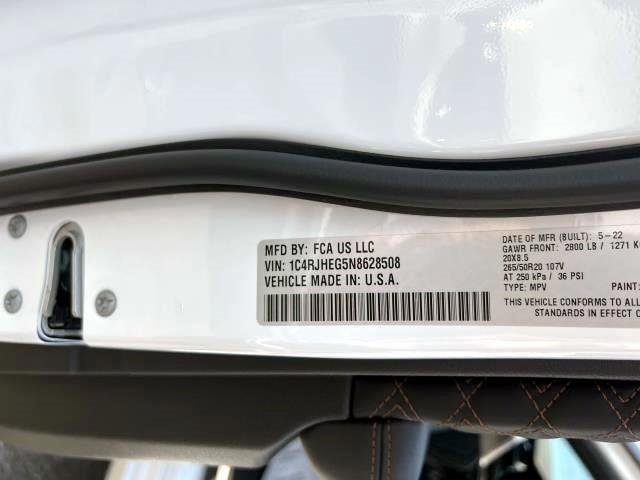 MFD BY: FCA US LLC
VIN: 1C4RJHEG5N8628508
VEHICLE MADE IN: U.S.A.
DATE OF MFR (BUILT): 5-22
GAWR FRONT: 2800 LB / 1271 K
20X8.5
265/50R20 107V
AT 250 kPa / 36 PSI
TYPE: MPV PAINT:
THIS VEHICLE CONFORMS TO ALL
STANDARDS IN EFFECT O